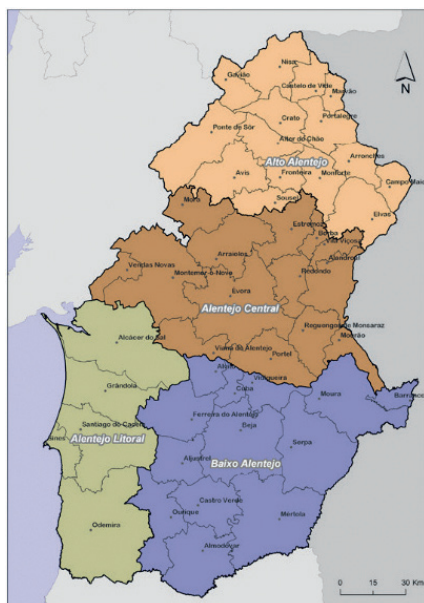 Nisa
Gavião
Castelo de Vide
Marvão
N
Crato
Portalegre
Ponte de Sôr
Alter do Chão
Arronches
Alto Alentejo
Avis
Fronteira
Monforte
Campo Maior
Sousel
Elvas
Mora
Estremoz
Borba
Vila Viçosa
Arraiolos
Alandroal
Vendas Novas
Montemor-o-Novo
Redondo
Évora
Alentejo Central
Reguengos de Monsaraz
Mourão
Alcácer do Sal
Viana do Alentejo
Portel
Alvito
Vidigueira
Cuba
Grândola
Moura
Barrancos
Ferreira do Alentejo
Santiago do Cacém
Beja
Sines
Alentejo Litoral
Serpa
Aljustrel
Baixo Alentejo
Castro Verde
Ourique
Mértola
Odemira
Almodôvar
0 15 30 Km